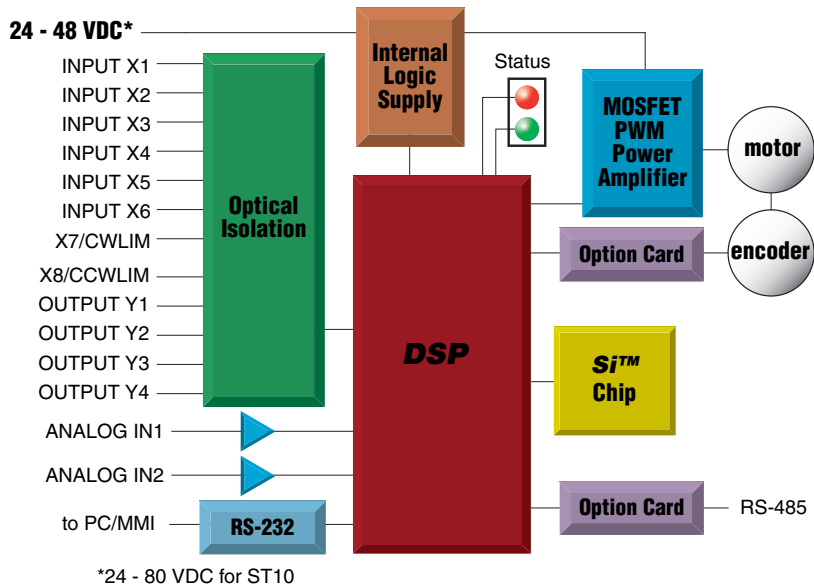 24 - 48 VDC*
INPUT X1
INPUT X2
INPUT X3
INPUT X4
INPUT X5
INPUT X6
X7/CWLIM
X8/CCWLIM
OUTPUT Y1
OUTPUT Y2
OUTPUT Y3
OUTPUT Y4
ANALOG IN1
ANALOG IN2
to PC/MMI
Optical
Isolation
RS-232
Internal
Logic
Supply
Status
DSP
MOSFET
PWM
Power
Amplifier
motor
Option Card
encoder
Si™
Chip
Option Card
RS-485
*24 - 80 VDC for ST10